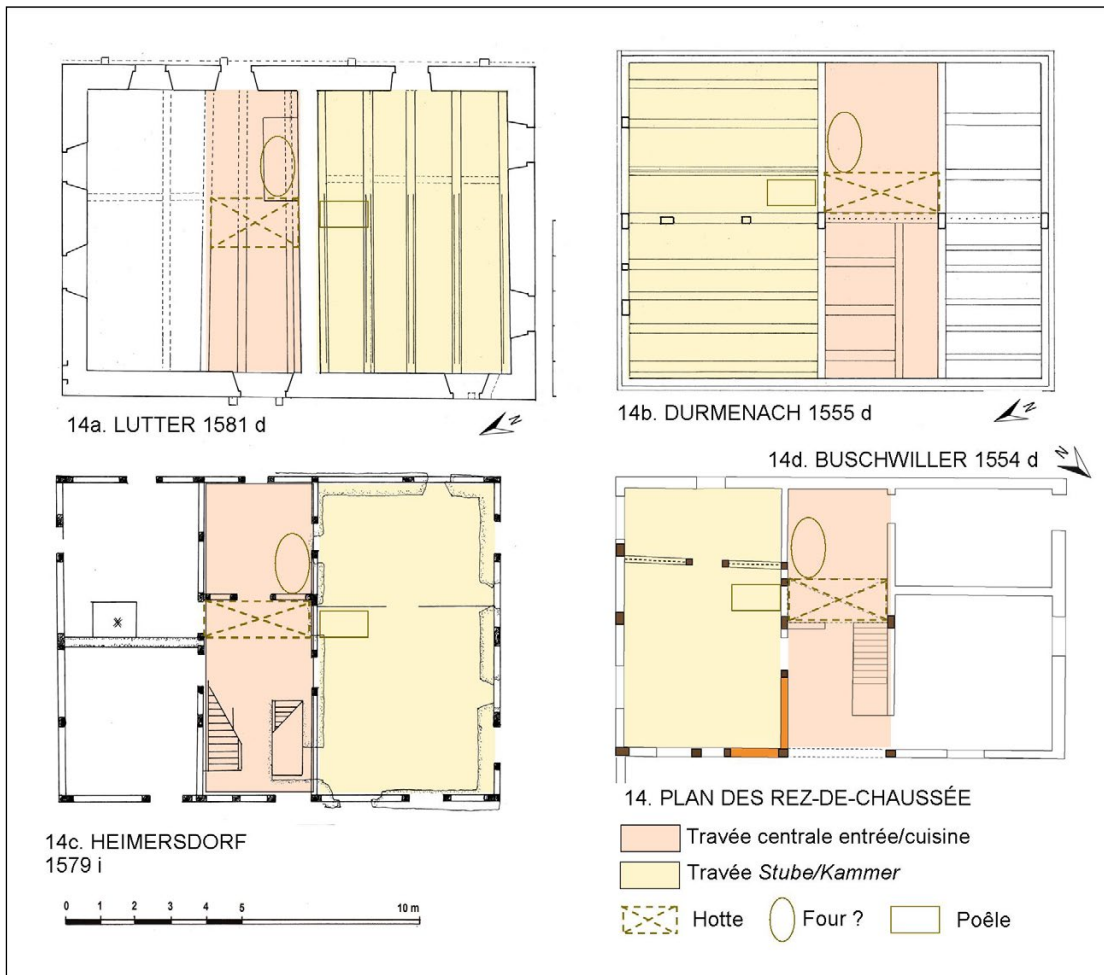 14a. LUTTER 1581 d
N
14b. DURMENACH 1555 d
N
14d. BUSCHWILLER 1554 d
N
14c. HEIMERSDORF
1579 i
0 1 2 3 4 5 10 m
14. PLAN DES REZ-DE-CHAUSSÉE
Travée centrale entrée/cuisine
Travée Stube/Kammer
Hotte Four ? Poêle